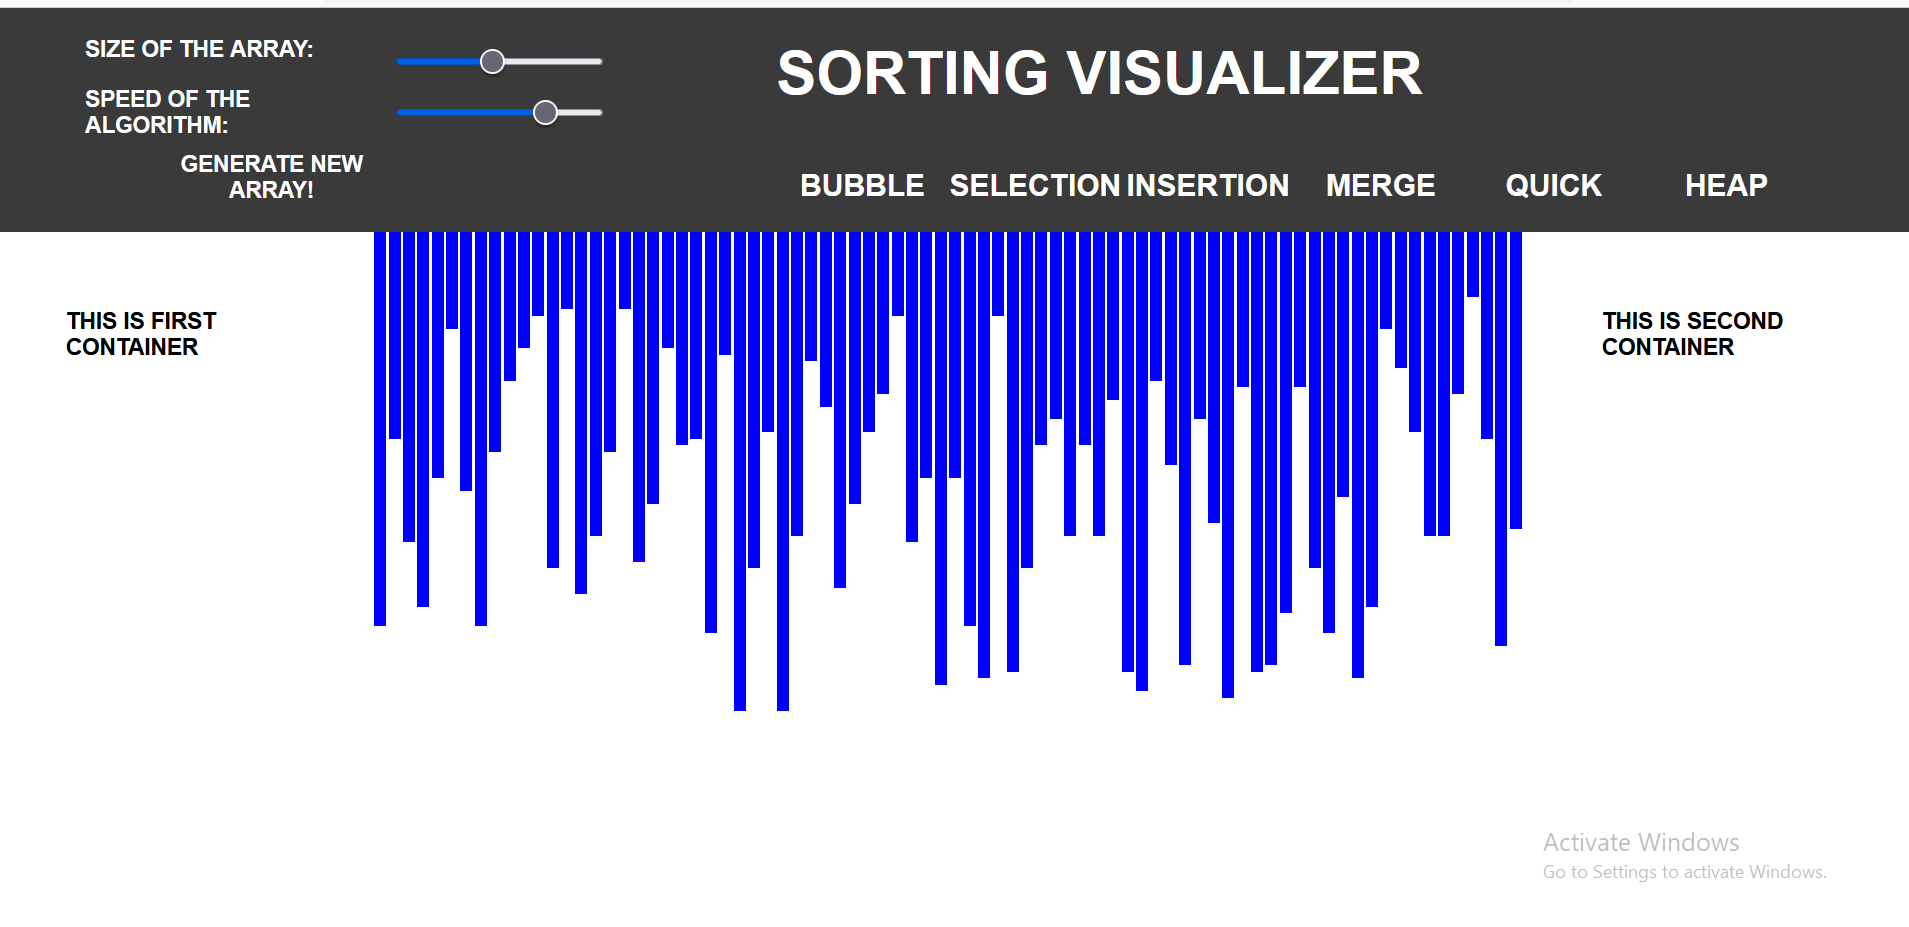 SIZE OF THE ARRAY:
SPEED OF THE
ALGORITHM:
GENERATE NEW
ARRAY!
SORTING VISUALIZER
BUBBLE SELECTION INSERTION MERGE QUICK HEAP
THIS IS FIRST
CONTAINER
THIS IS SECOND
CONTAINER
Activate Windows
Go to Settings to activate Windows.